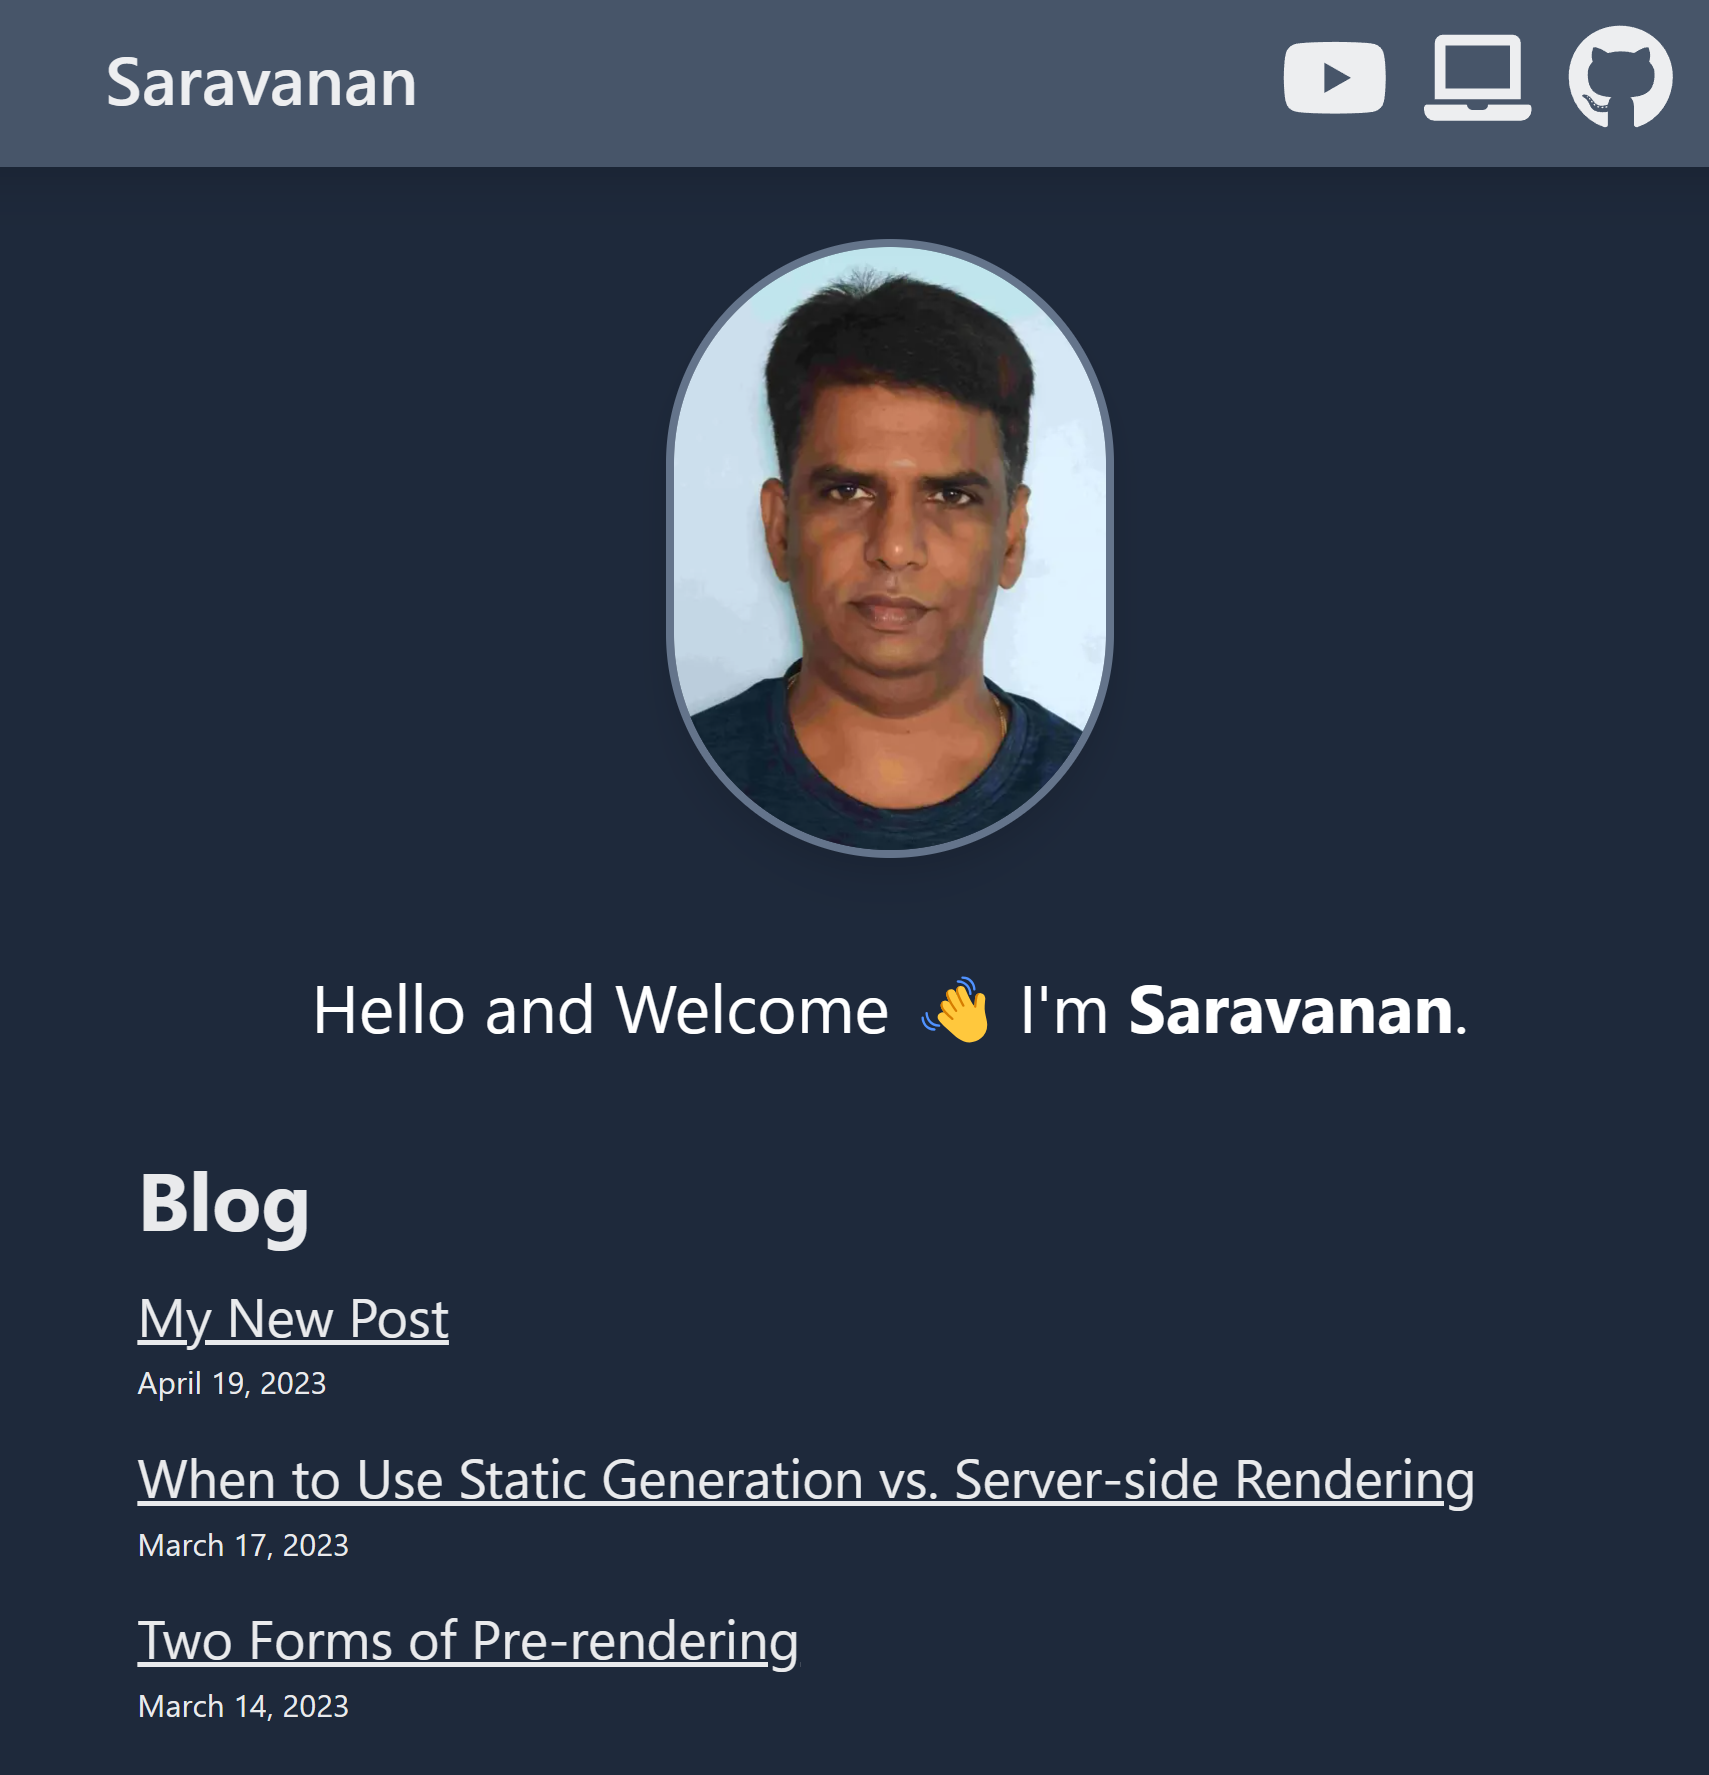 Saravanan
Hello and Welcome 👋 I'm Saravanan.
Blog
My New Post
April 19, 2023
When to Use Static Generation vs. Server-side Rendering
March 17, 2023
Two Forms of Pre-rendering
March 14, 2023